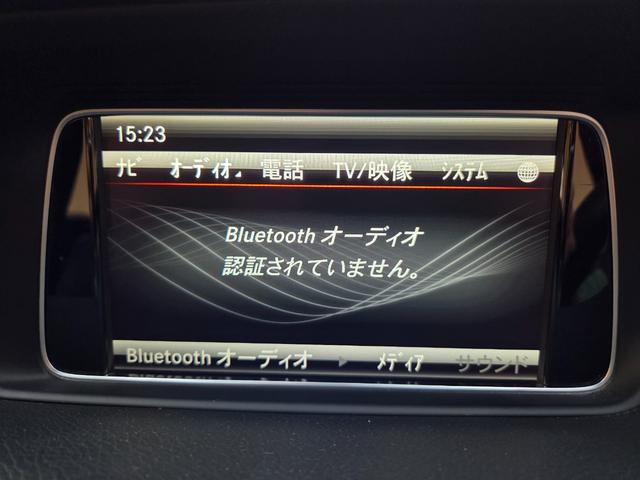 15:23
ﾅﾋﾞ ｵｰﾃﾞｨｵ 電話 TV/映像 ｼｽﾃﾑ
Bluetooth オーディオ
認証されていません。
Bluetooth オーディオ ▶ ﾒﾃﾞｨｱ サウンド